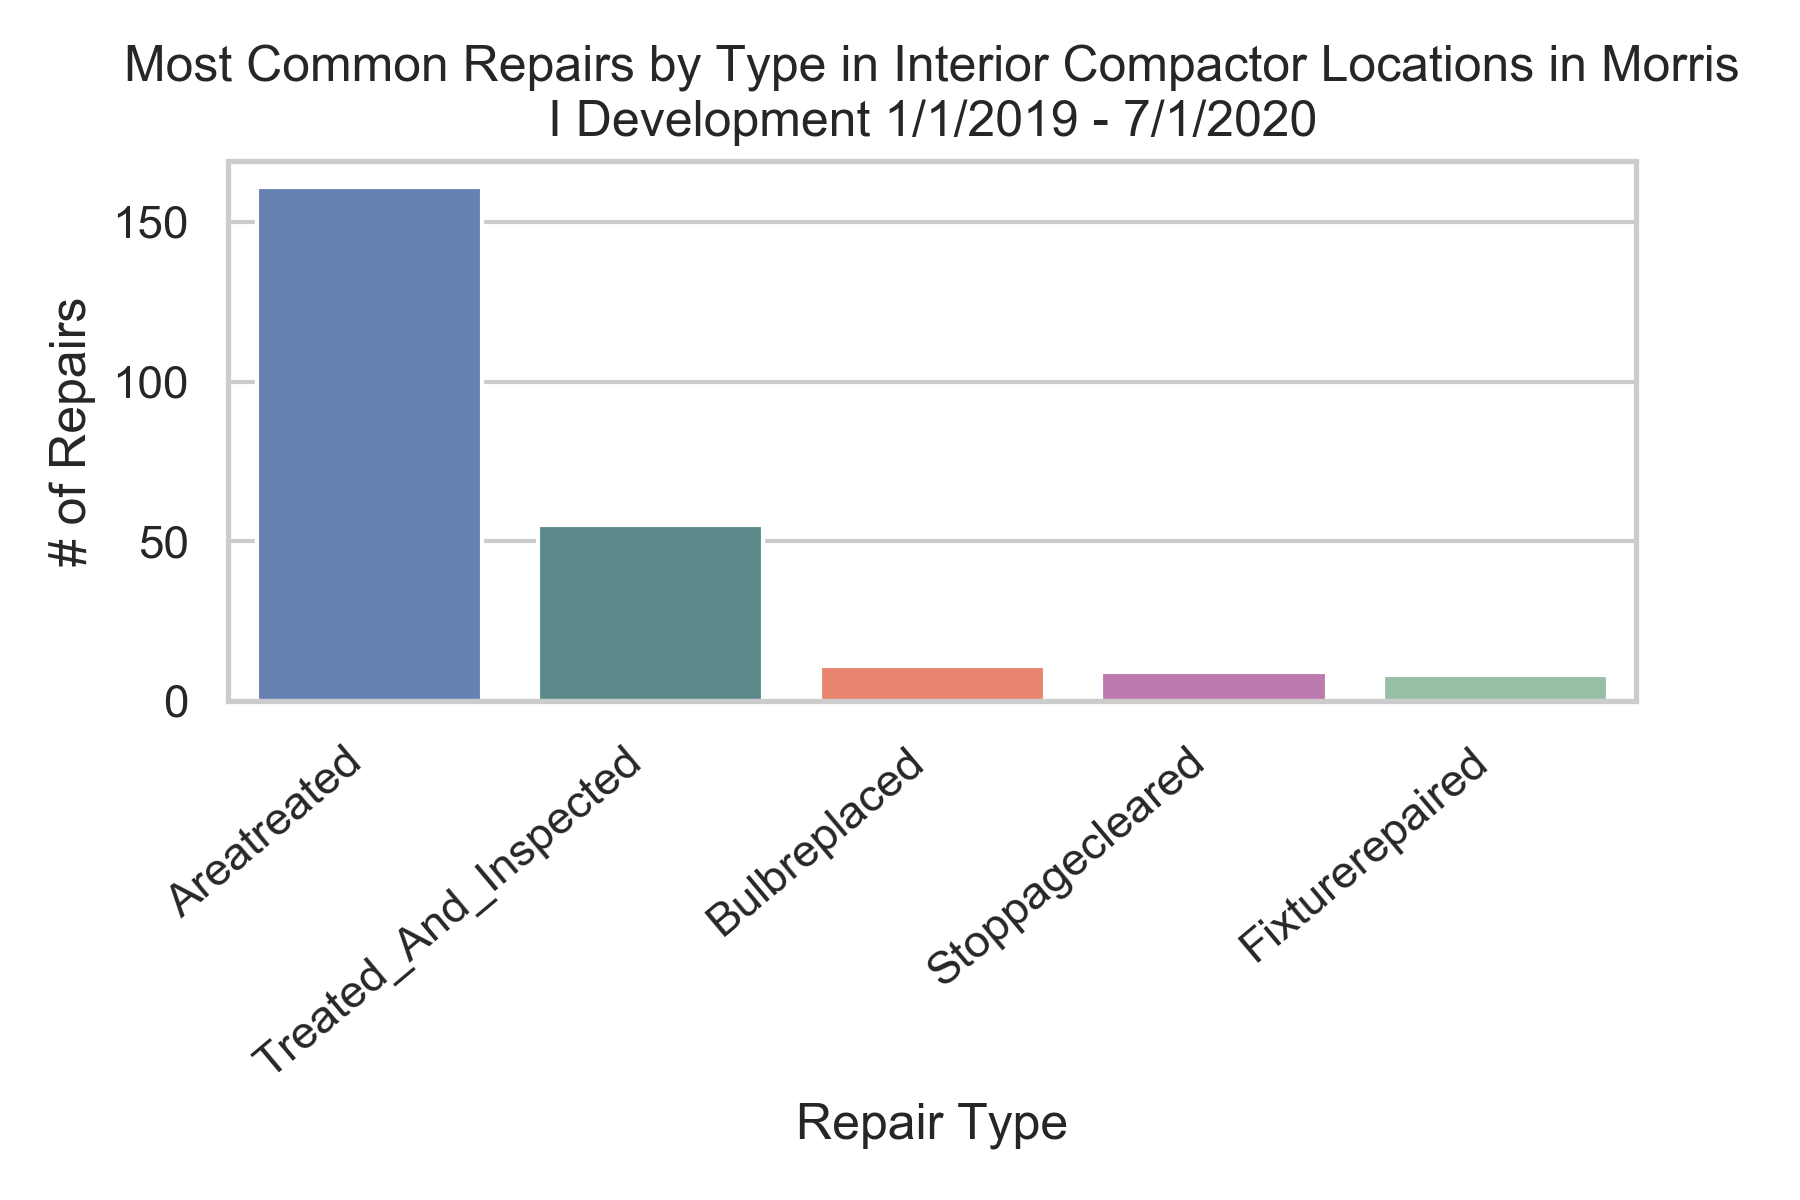 Most Common Repairs by Type in Interior Compactor Locations in Morris
I Development 1/1/2019 - 7/1/2020
# of Repairs
150
100
50
0
Areatreated
Treated_And_Inspected
Bulbreplaced
Stoppagecleared
Fixturerepaired
Repair Type